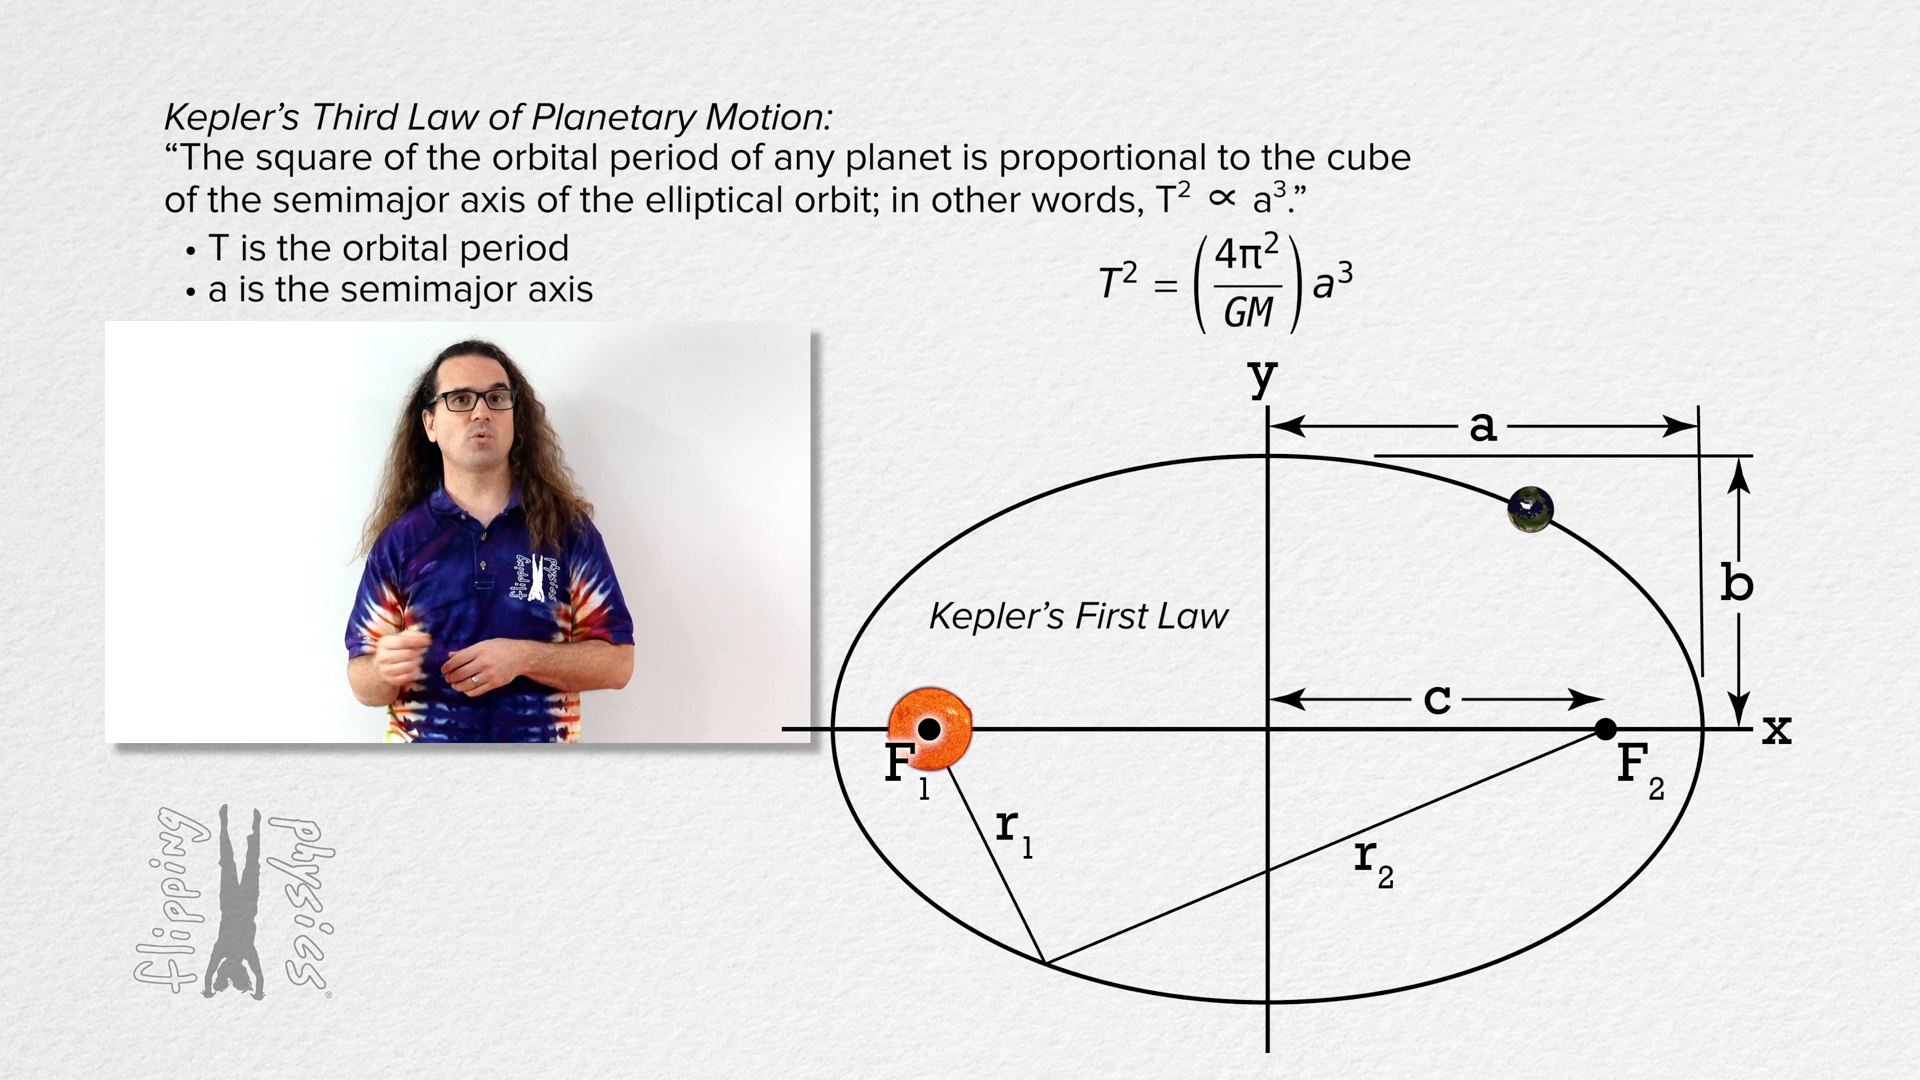 Kepler’s Third Law of Planetary Motion:
“The square of the orbital period of any planet is proportional to the cube
of the semimajor axis of the elliptical orbit; in other words, T² ∝ a³.”
• T is the orbital period
• a is the semimajor axis
T² = (4π²/GM) a³
y
a
b
Kepler’s First Law
c
x
F₁
F₂
r₁
r₂
flipping physics
flipping physics®